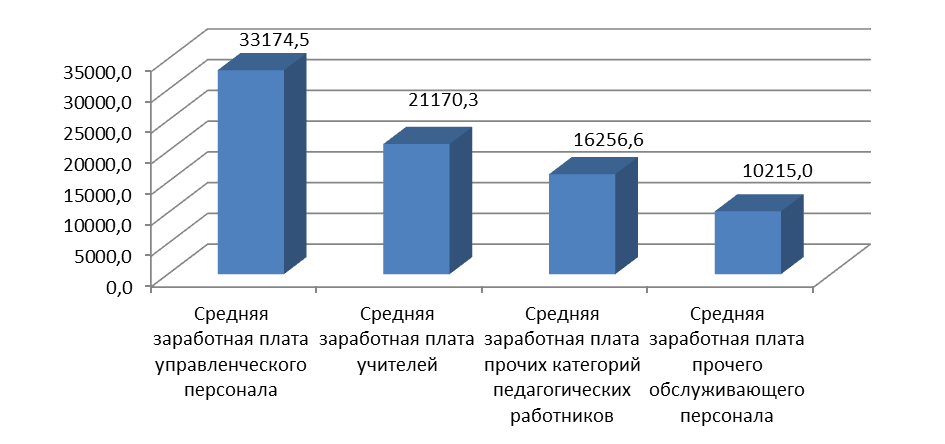 33174,5
21170,3
16256,6
10215,0
35000,0
30000,0
25000,0
20000,0
15000,0
10000,0
5000,0
0,0
Средняя
заработная плата
управленческого
персонала
Средняя
заработная плата
учителей
Средняя
заработная плата
прочих категорий
педагогических
работников
Средняя
заработная плата
прочего
обслуживающего
персонала